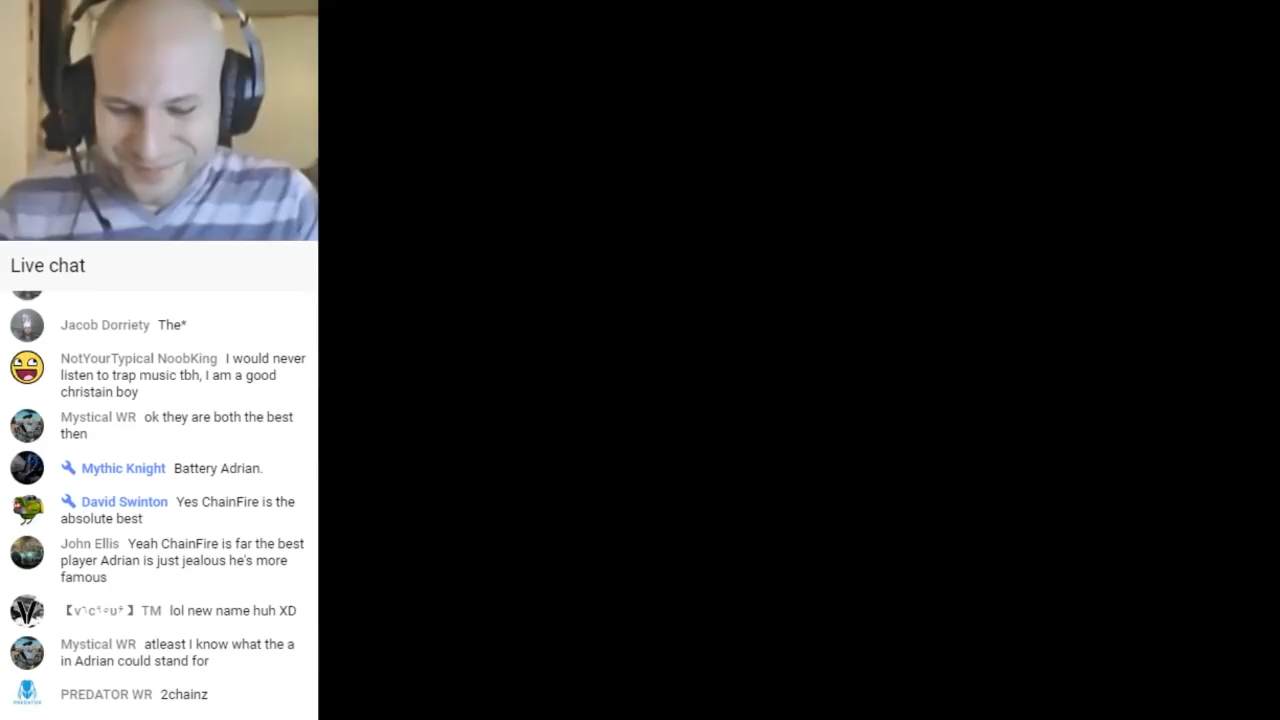 Live chat
Jacob Dorriety The*
NotYourTypical NoobKing I would never
listen to trap music tbh, I am a good
christain boy
Mystical WR ok they are both the best
then
Mythic Knight Battery Adrian.
David Swinton Yes ChainFire is the
absolute best
John Ellis Yeah ChainFire is far the best
player Adrian is just jealous he's more
famous
TM lol new name huh XD
Mystical WR atleast I know what the a
in Adrian could stand for
PREDATOR WR 2chainz
PREDATOR